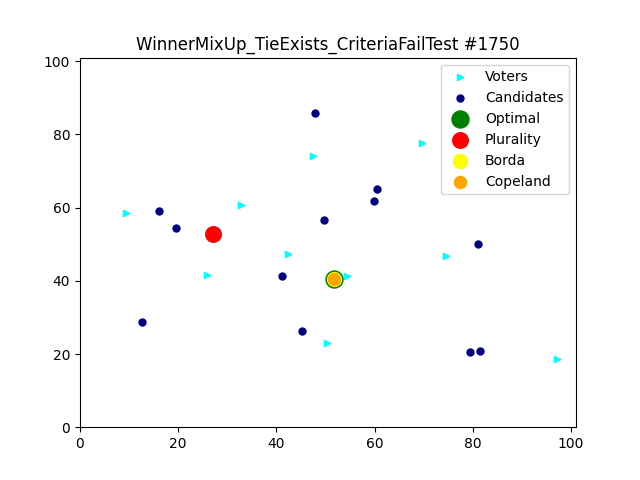 WinnerMixUp_TieExists_CriteriaFailTest #1750
100
80
60
40
20
0
0 20 40 60 80 100
Voters
Candidates
Optimal
Plurality
Borda
Copeland